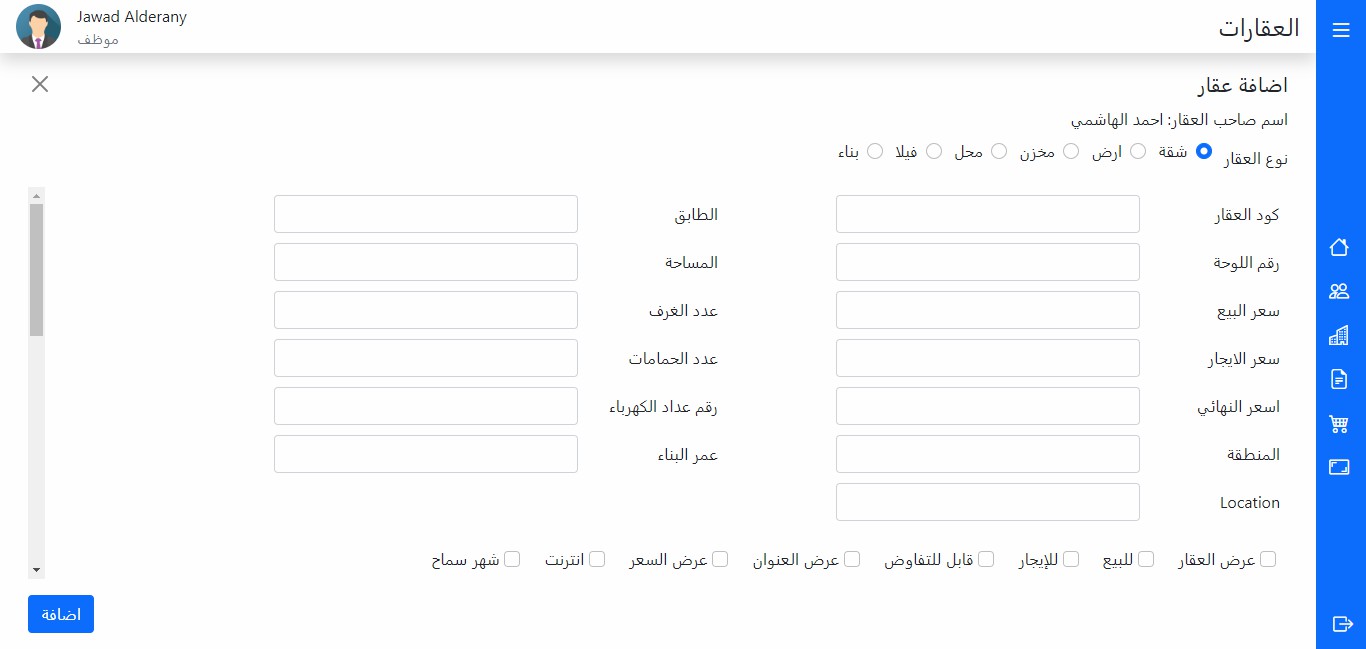 العقارات
Jawad Alderany
موظف
اضافة عقار
اسم صاحب العقار: احمد الهاشمي
نوع العقار شقة ارض مخزن محل فيلا بناء
كود العقار الطابق
رقم اللوحة المساحة
سعر البيع عدد الغرف
سعر الايجار عدد الحمامات
اسعر النهائي رقم عداد الكهرباء
المنطقة عمر البناء
Location
عرض العقار للبيع للإيجار قابل للتفاوض عرض العنوان عرض السعر انترنت شهر سماح
اضافة